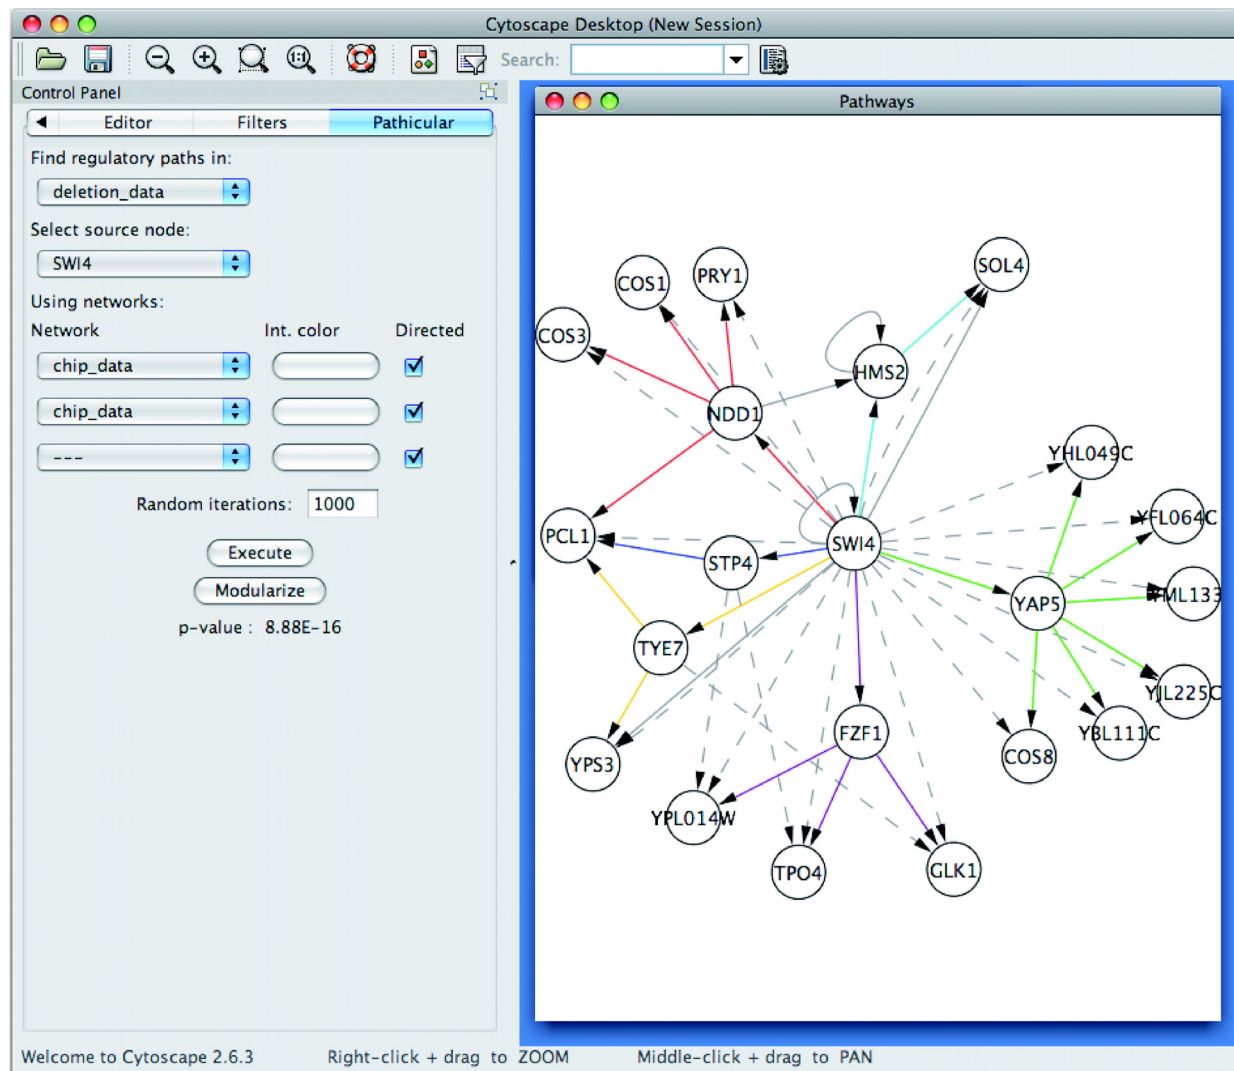 Cytoscape Desktop (New Session)
1:1
Search:
Control Panel
Editor Filters Pathicular
Find regulatory paths in:
deletion_data
Select source node:
SWI4
Using networks:
Network Int. color Directed
chip_data
chip_data
---
Random iterations: 1000
Execute
Modularize
p-value : 8.88E-16
Pathways
SOL4
PRY1
COS1
COS3
HMS2
NDD1
YHL049C
YFL064C
PCL1
SWI4
STP4
YML133
YAP5
TYE7
YJL225C
FZF1
YBL111C
COS8
YPS3
YPL014W
TPO4
GLK1
Welcome to Cytoscape 2.6.3 Right-click + drag to ZOOM Middle-click + drag to PAN